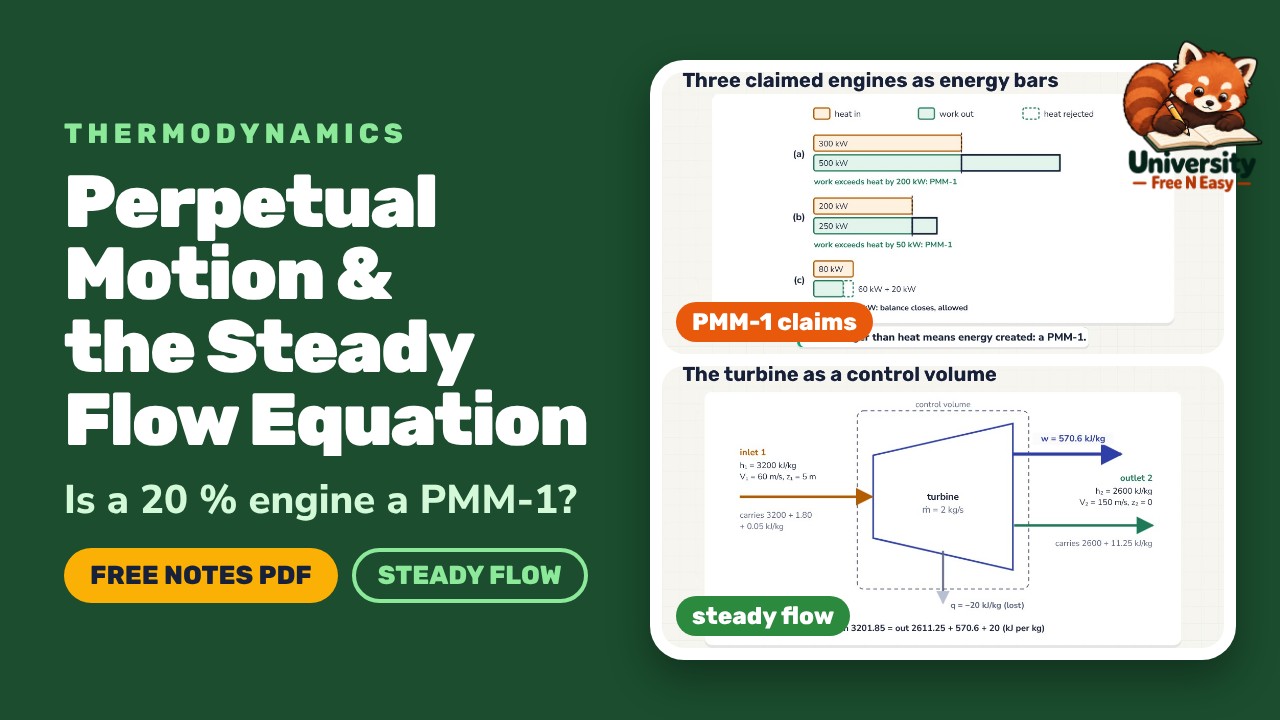 THERMODYNAMICS
Perpetual
Motion &
the Steady
Flow Equation
Is a 20 % engine a PMM-1?
FREE NOTES PDF
STEADY FLOW
Three claimed engines as energy bars
heat in
work out
heat rejected
(a)
300 kW
500 kW
work exceeds heat by 200 kW: PMM-1
(b)
200 kW
250 kW
work exceeds heat by 50 kW: PMM-1
(c)
80 kW
60 kW + 20 kW
kW: balance closes, allowed
PMM-1 claims
than heat means energy created: a PMM-1.
University
Free N Easy
The turbine as a control volume
control volume
inlet 1
h₁ = 3200 kJ/kg
V₁ = 60 m/s, z₁ = 5 m
carries 3200 + 1.80
+ 0.05 kJ/kg
turbine
ṁ = 2 kg/s
w = 570.6 kJ/kg
outlet 2
h₂ = 2600 kJ/kg
V₂ = 150 m/s, z₂ = 0
carries 2600 + 11.25 kJ/kg
q = −20 kJ/kg (lost)
steady flow
3201.85 = out 2611.25 + 570.6 + 20 (kJ per kg)